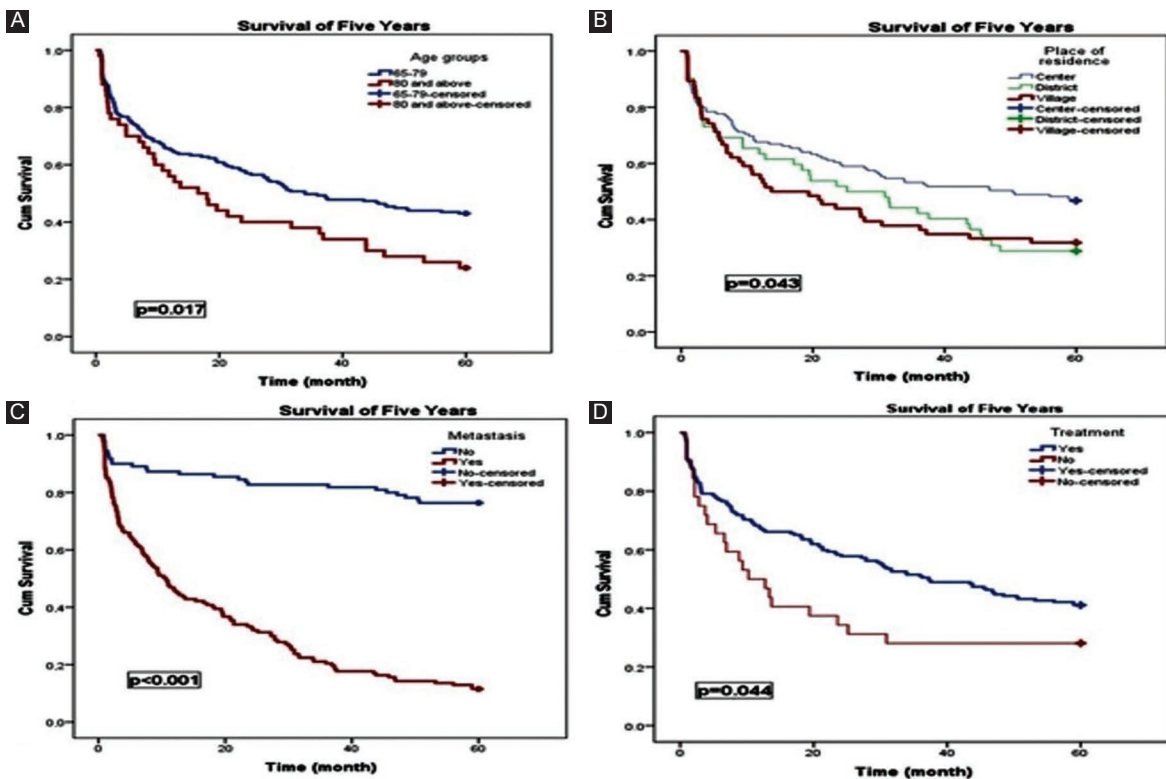 A
Survival of Five Years
Age groups
65-79
80 and above
65-79-censored
80 and above-censored
1.0
0.8
0.6
0.4
0.2
0.0
Cum Survival
p=0.017
0
20
40
60
Time (month)
B
Survival of Five Years
Place of
residence
Center
District
Village
Center-censored
District-censored
Village-censored
1.0
0.8
0.6
0.4
0.2
0.0
Cum Survival
p=0.043
0
20
40
60
Time (month)
C
Survival of Five Years
Metastasis
No
Yes
No-censored
Yes-censored
1.0
0.8
0.6
0.4
0.2
0.0
Cum Survival
p<0.001
0
20
40
60
Time (month)
D
Survival of Five Years
Treatment
Yes
No
Yes-censored
No-censored
1.0
0.8
0.6
0.4
0.2
0.0
Cum Survival
p=0.044
0
20
40
60
Time (month)